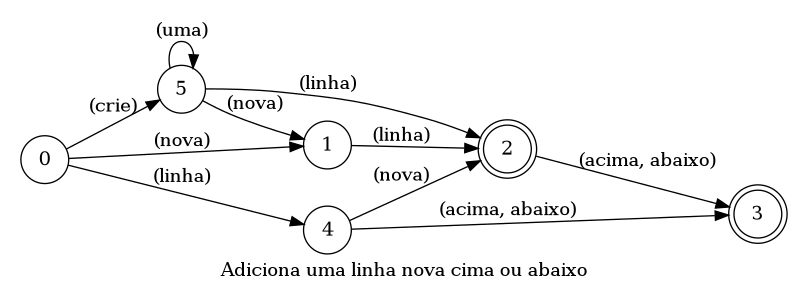 (uma)
5
(linha)
(crie)
(nova)
(nova)
1
(linha)
2
0
(linha)
(nova)
(acima, abaixo)
4
(acima, abaixo)
3
Adiciona uma linha nova cima ou abaixo